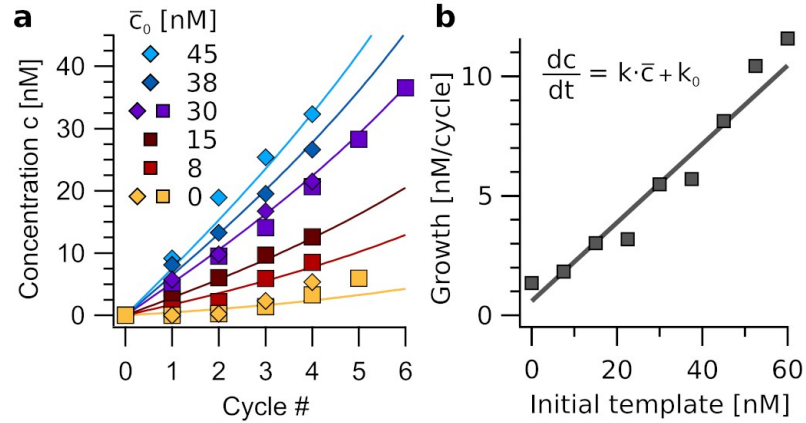 a
c̄₀ [nM]
45
38
30
15
8
0
Concentration c [nM]
40
30
20
10
0
0 1 2 3 4 5 6
Cycle #
b
dc/dt = k·c̄ + k₀
Growth [nM/cycle]
10
5
0
0 20 40 60
Initial template [nM]